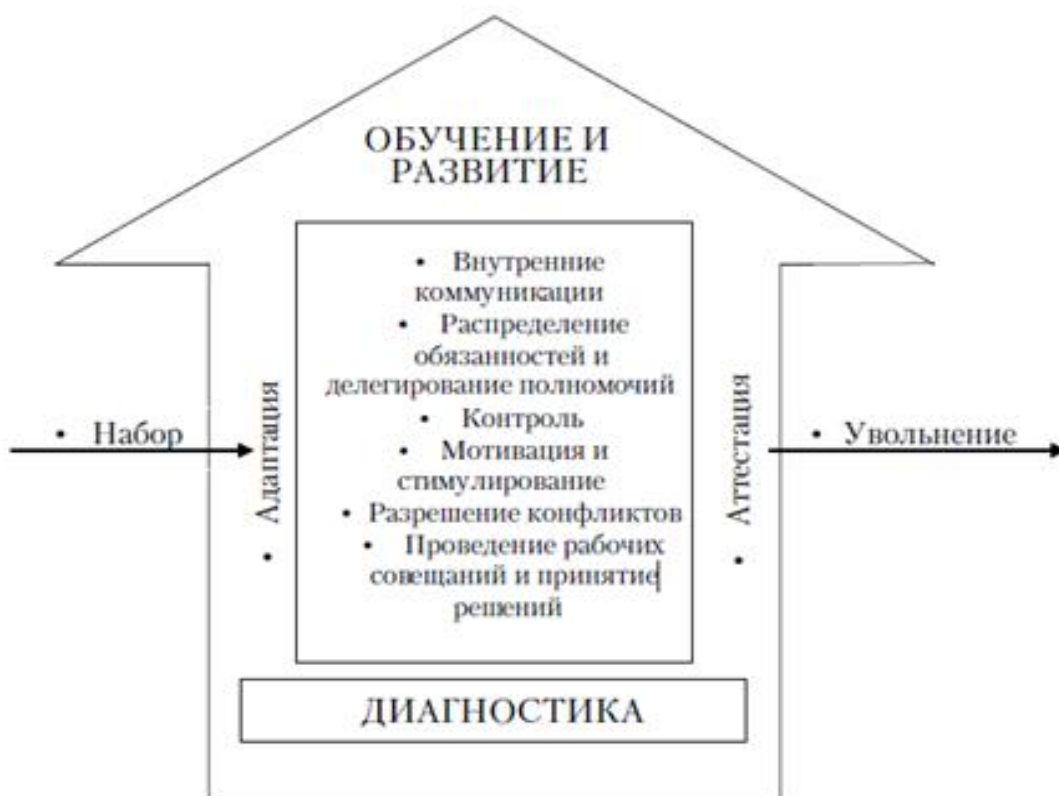 ОБУЧЕНИЕ И
РАЗВИТИЕ
• Внутренние
коммуникации
• Распределение
обязанностей и
делегирование полномочий
• Контроль
• Мотивация и
стимулирование
• Разрешение конфликтов
• Проведение рабочих
совещаний и принятие
решений
• Набор
• Адаптация
• Аттестация
• Увольнение
ДИАГНОСТИКА